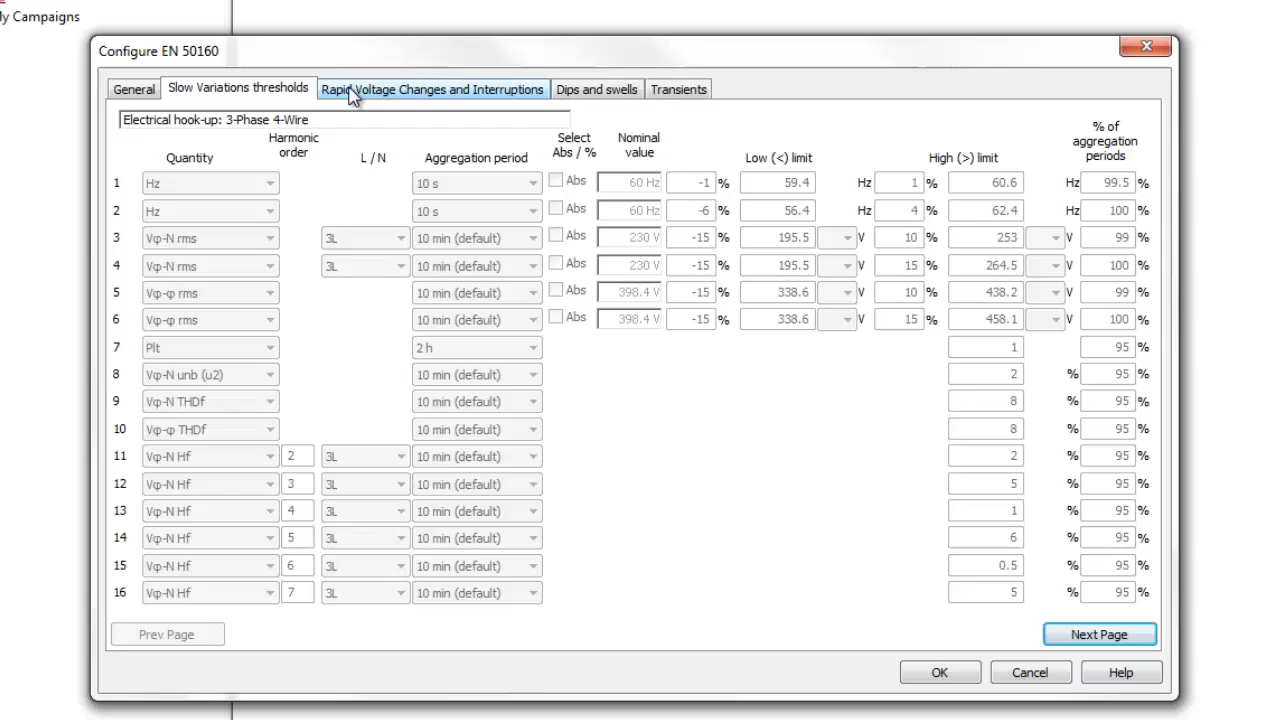 ly Campaigns
Configure EN 50160
General Slow Variations thresholds Rapid Voltage Changes and Interruptions Dips and swells Transients
Electrical hook-up: 3-Phase 4-Wire
Quantity Harmonic order L / N Aggregation period Select Abs / % Nominal value Low (<) limit High (>) limit % of aggregation periods
1 Hz 10 s Abs 60 Hz -1 % 59.4 Hz 1 % 60.6 Hz 99.5 %
2 Hz 10 s Abs 60 Hz -6 % 56.4 Hz 4 % 62.4 Hz 100 %
3 Vφ-N rms 3L 10 min (default) Abs 230 V -15 % 195.5 V 10 % 253 V 99 %
4 Vφ-N rms 3L 10 min (default) Abs 230 V -15 % 195.5 V 15 % 264.5 V 100 %
5 Vφ-φ rms 10 min (default) Abs 398.4 V -15 % 338.6 V 10 % 438.2 V 99 %
6 Vφ-φ rms 10 min (default) Abs 398.4 V -15 % 338.6 V 15 % 458.1 V 100 %
7 Plt 2 h 1 95 %
8 Vφ-N unb (u2) 10 min (default) 2 % 95 %
9 Vφ-N THDf 10 min (default) 8 % 95 %
10 Vφ-φ THDf 10 min (default) 8 % 95 %
11 Vφ-N Hf 2 3L 10 min (default) 2 % 95 %
12 Vφ-N Hf 3 3L 10 min (default) 5 % 95 %
13 Vφ-N Hf 4 3L 10 min (default) 1 % 95 %
14 Vφ-N Hf 5 3L 10 min (default) 6 % 95 %
15 Vφ-N Hf 6 3L 10 min (default) 0.5 % 95 %
16 Vφ-N Hf 7 3L 10 min (default) 5 % 95 %
Prev Page Next Page
OK Cancel Help